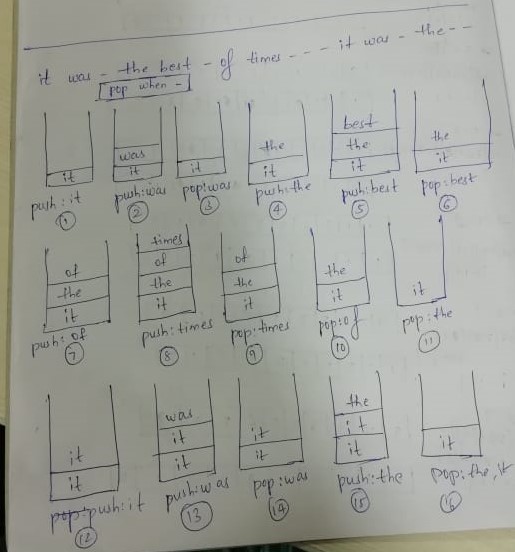 it was - the best - of times - - - it was - the - -
pop when -
it
was
it
it
the
it
best
the
it
the
it
push: it
push:was
pop:was
push:the
push:best
pop:best
1
2
3
4
5
6
of
the
it
times
of
the
it
of
the
it
the
it
it
push: of
push:times
pop:times
pop:of
pop:the
7
8
9
10
11
it
it
was
it
it
it
it
the
it
it
it
push:it
push:was
pop:was
push:the
pop:the, it
12
13
14
15
16